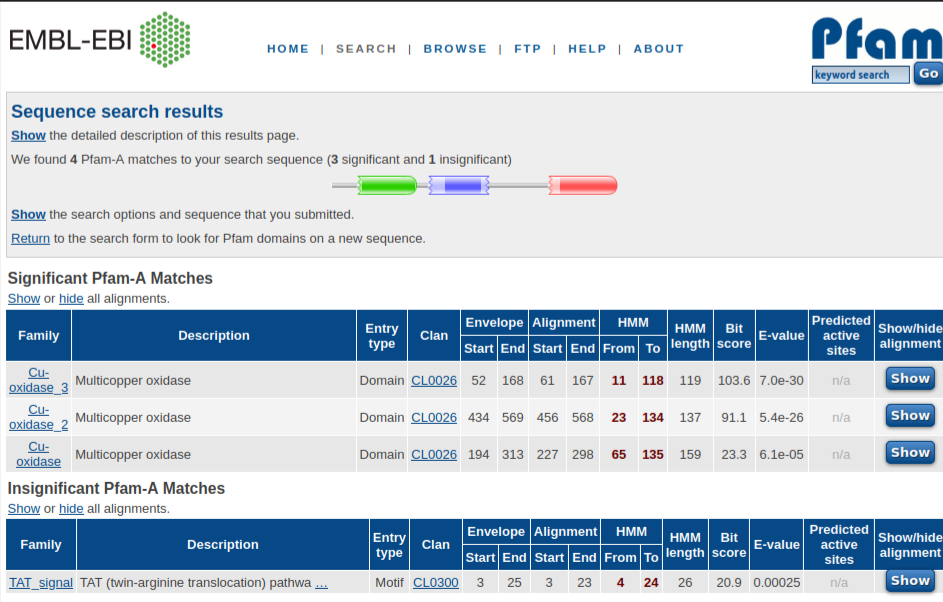 EMBL-EBI
HOME | SEARCH | BROWSE | FTP | HELP | ABOUT
Pfam
keyword search Go
Sequence search results
Show the detailed description of this results page.
We found 4 Pfam-A matches to your search sequence (3 significant and 1 insignificant)
Show the search options and sequence that you submitted.
Return to the search form to look for Pfam domains on a new sequence.
Significant Pfam-A Matches
Show or hide all alignments.
Family Description Entry type Clan Envelope Alignment HMM HMM length Bit score E-value Predicted active sites Show/hide alignment
Start End Start End From To
Cu-oxidase_3 Multicopper oxidase Domain CL0026 52 168 61 167 11 118 119 103.6 7.0e-30 n/a Show
Cu-oxidase_2 Multicopper oxidase Domain CL0026 434 569 456 568 23 134 137 91.1 5.4e-26 n/a Show
Cu-oxidase Multicopper oxidase Domain CL0026 194 313 227 298 65 135 159 23.3 6.1e-05 n/a Show
Insignificant Pfam-A Matches
Show or hide all alignments.
Family Description Entry type Clan Envelope Alignment HMM HMM length Bit score E-value Predicted active sites Show/hide alignment
Start End Start End From To
TAT_signal TAT (twin-arginine translocation) pathwa ... Motif CL0300 3 25 3 23 4 24 26 20.9 0.00025 n/a Show